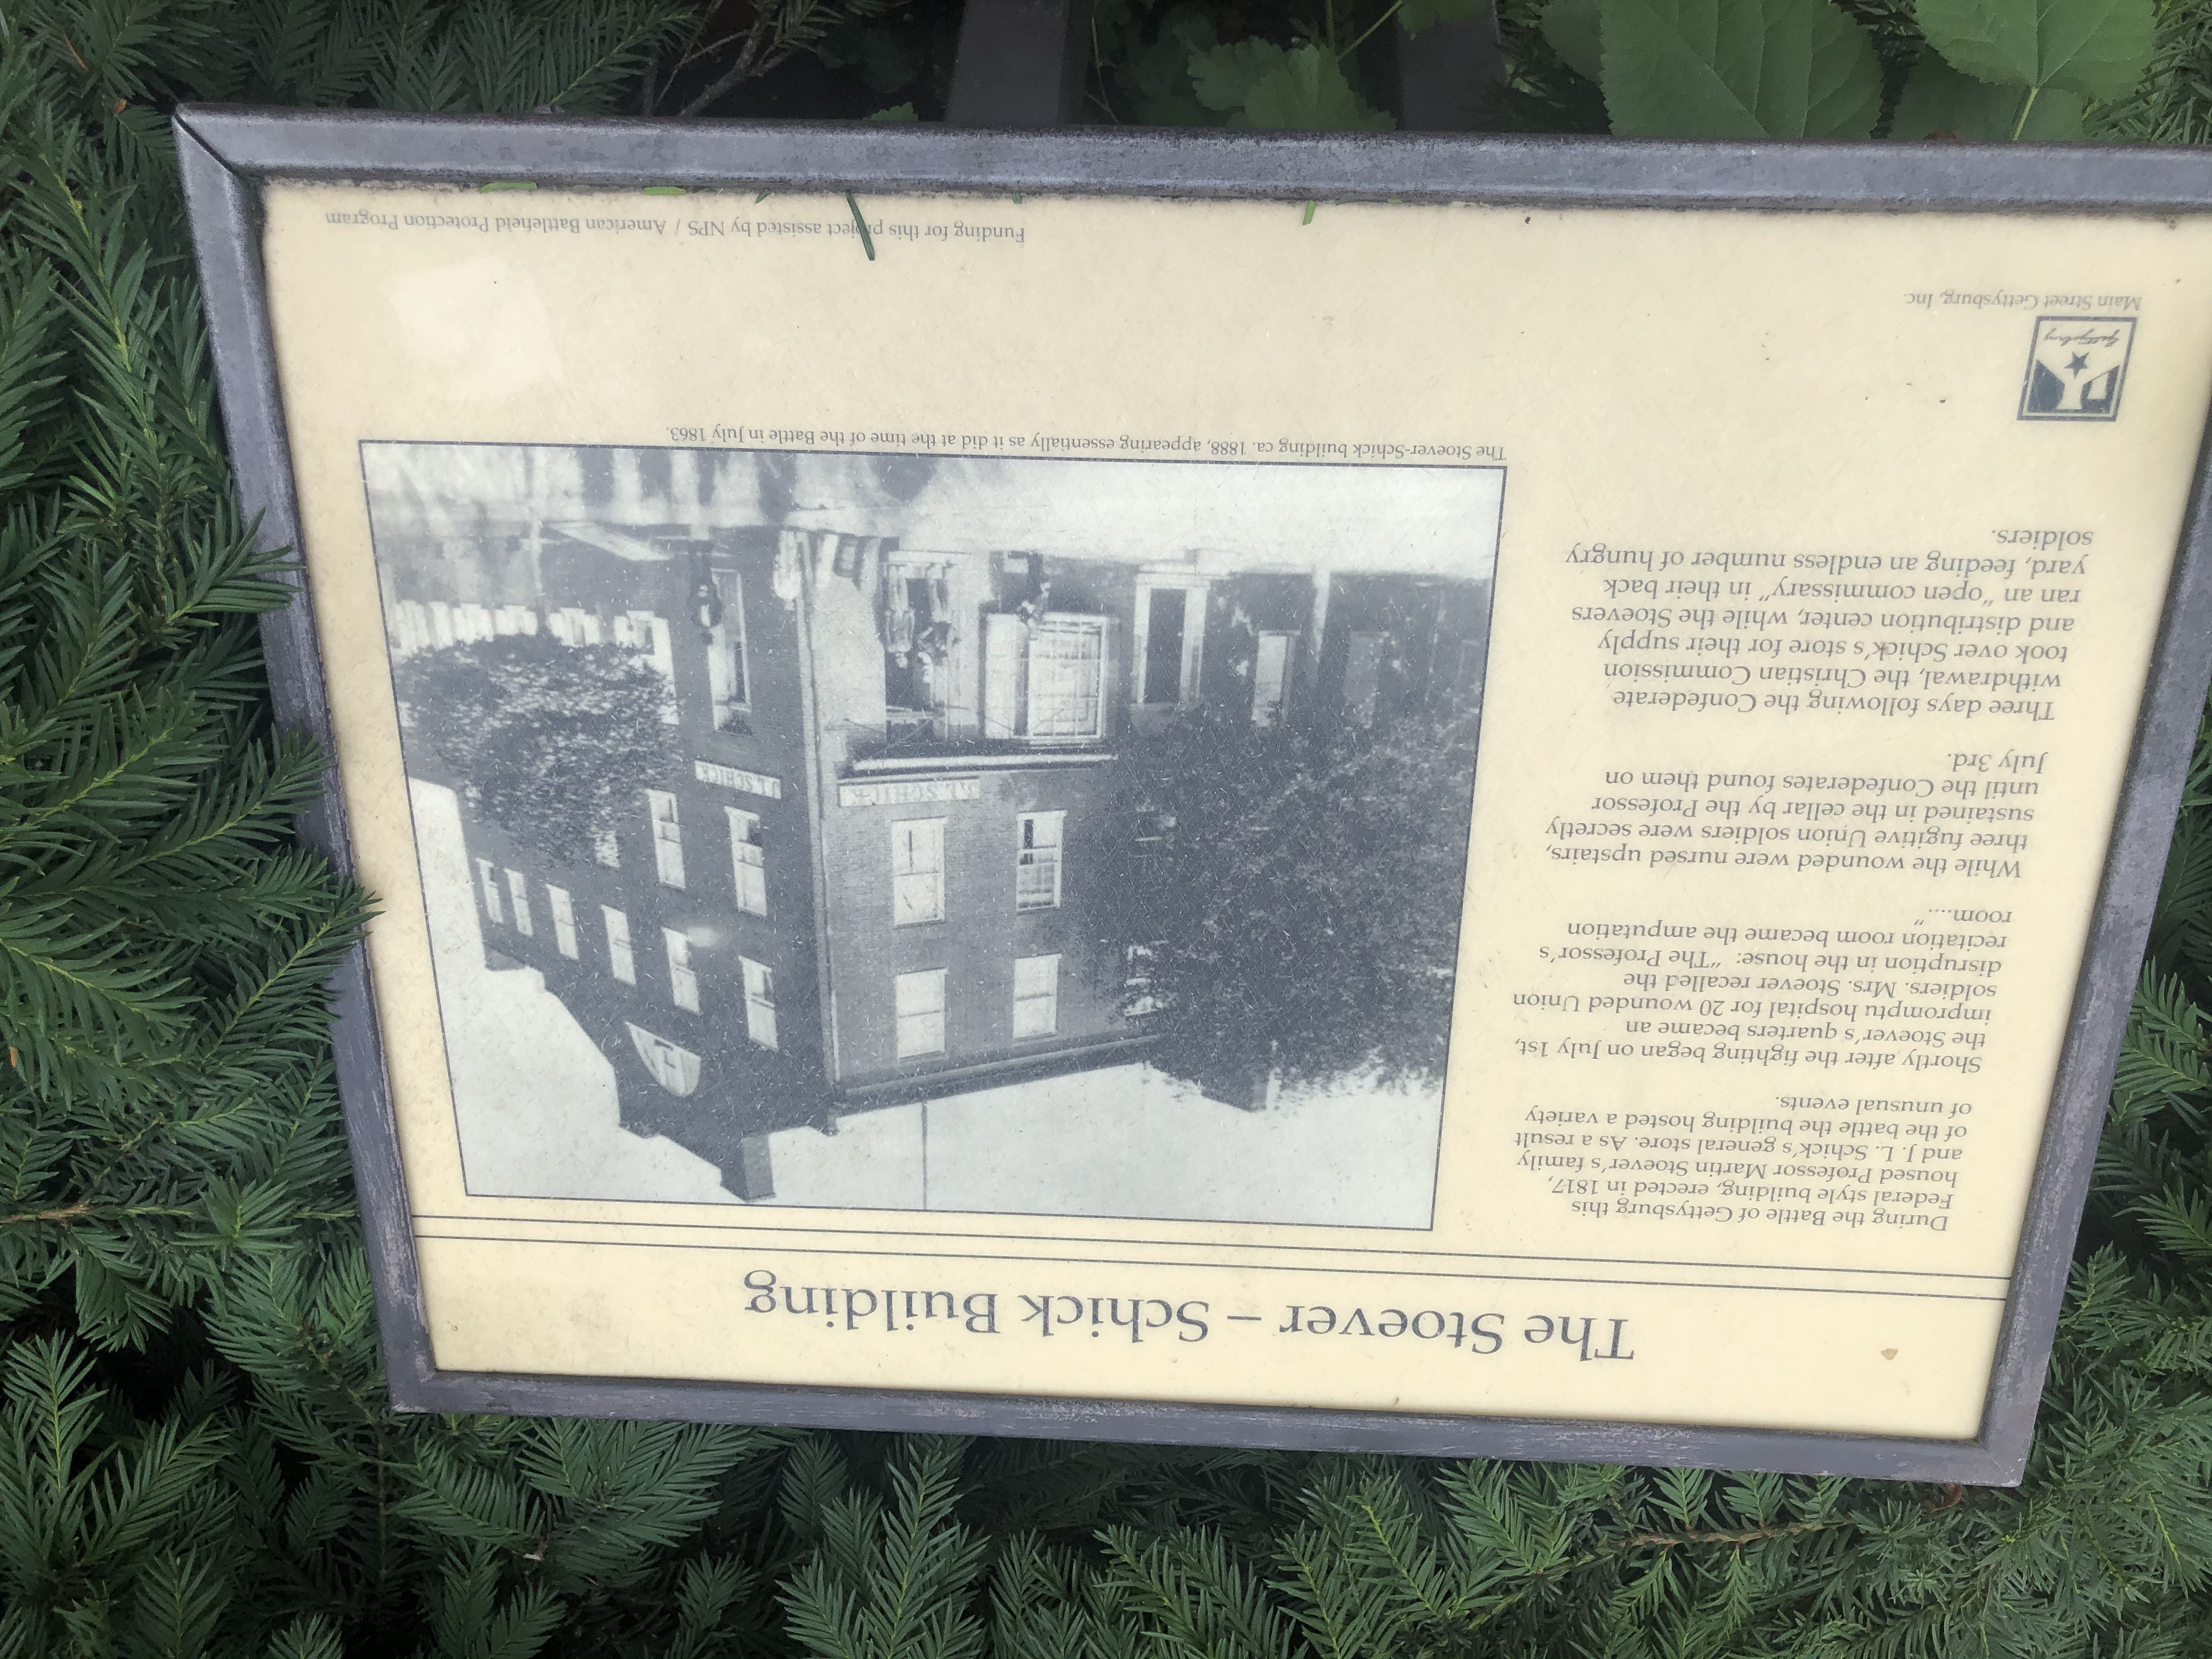 The Stoever – Schick Building
During the Battle of Gettysburg this
Federal style building, erected in 1817,
housed Professor Martin Stoever's family
and J. L. Schick's general store. As a result
of the battle the building hosted a variety
of unusual events.
Shortly after the fighting began on July 1st,
the Stoever's quarters became an
impromptu hospital for 20 wounded Union
soldiers. Mrs. Stoever recalled the
disruption in the house: "The Professor's
recitation room became the amputation
room...."
While the wounded were nursed upstairs,
three fugitive Union soldiers were secretly
sustained in the cellar by the Professor
until the Confederates found them on
July 3rd.
Three days following the Confederate
withdrawal, the Christian Commission
took over Schick's store for their supply
and distribution center, while the Stoevers
ran an "open commissary" in their back
yard, feeding an endless number of hungry
soldiers.
J.L. SCHICK
J.L. SCHICK
The Stoever-Schick building ca. 1888, appearing essentially as it did at the time of the Battle in July 1863.
Gettysburg
Main Street Gettysburg, Inc.
Funding for this project assisted by NPS / American Battlefield Protection Program